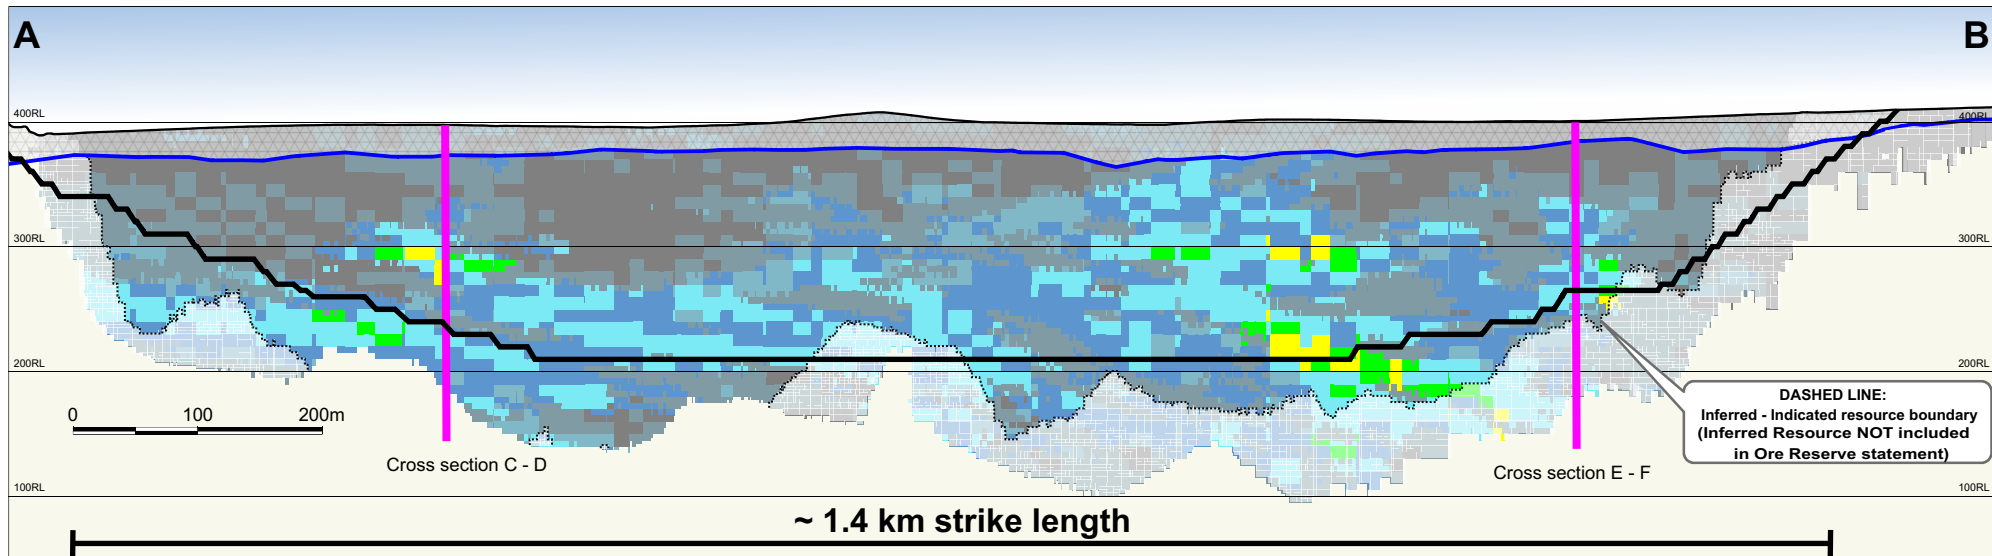 A
B
400RL
400RL
300RL
300RL
200RL
200RL
0 100 200m
DASHED LINE:
Inferred - Indicated resource boundary
(Inferred Resource NOT included
in Ore Reserve statement)
Cross section C - D
Cross section E - F
100RL
100RL
~ 1.4 km strike length